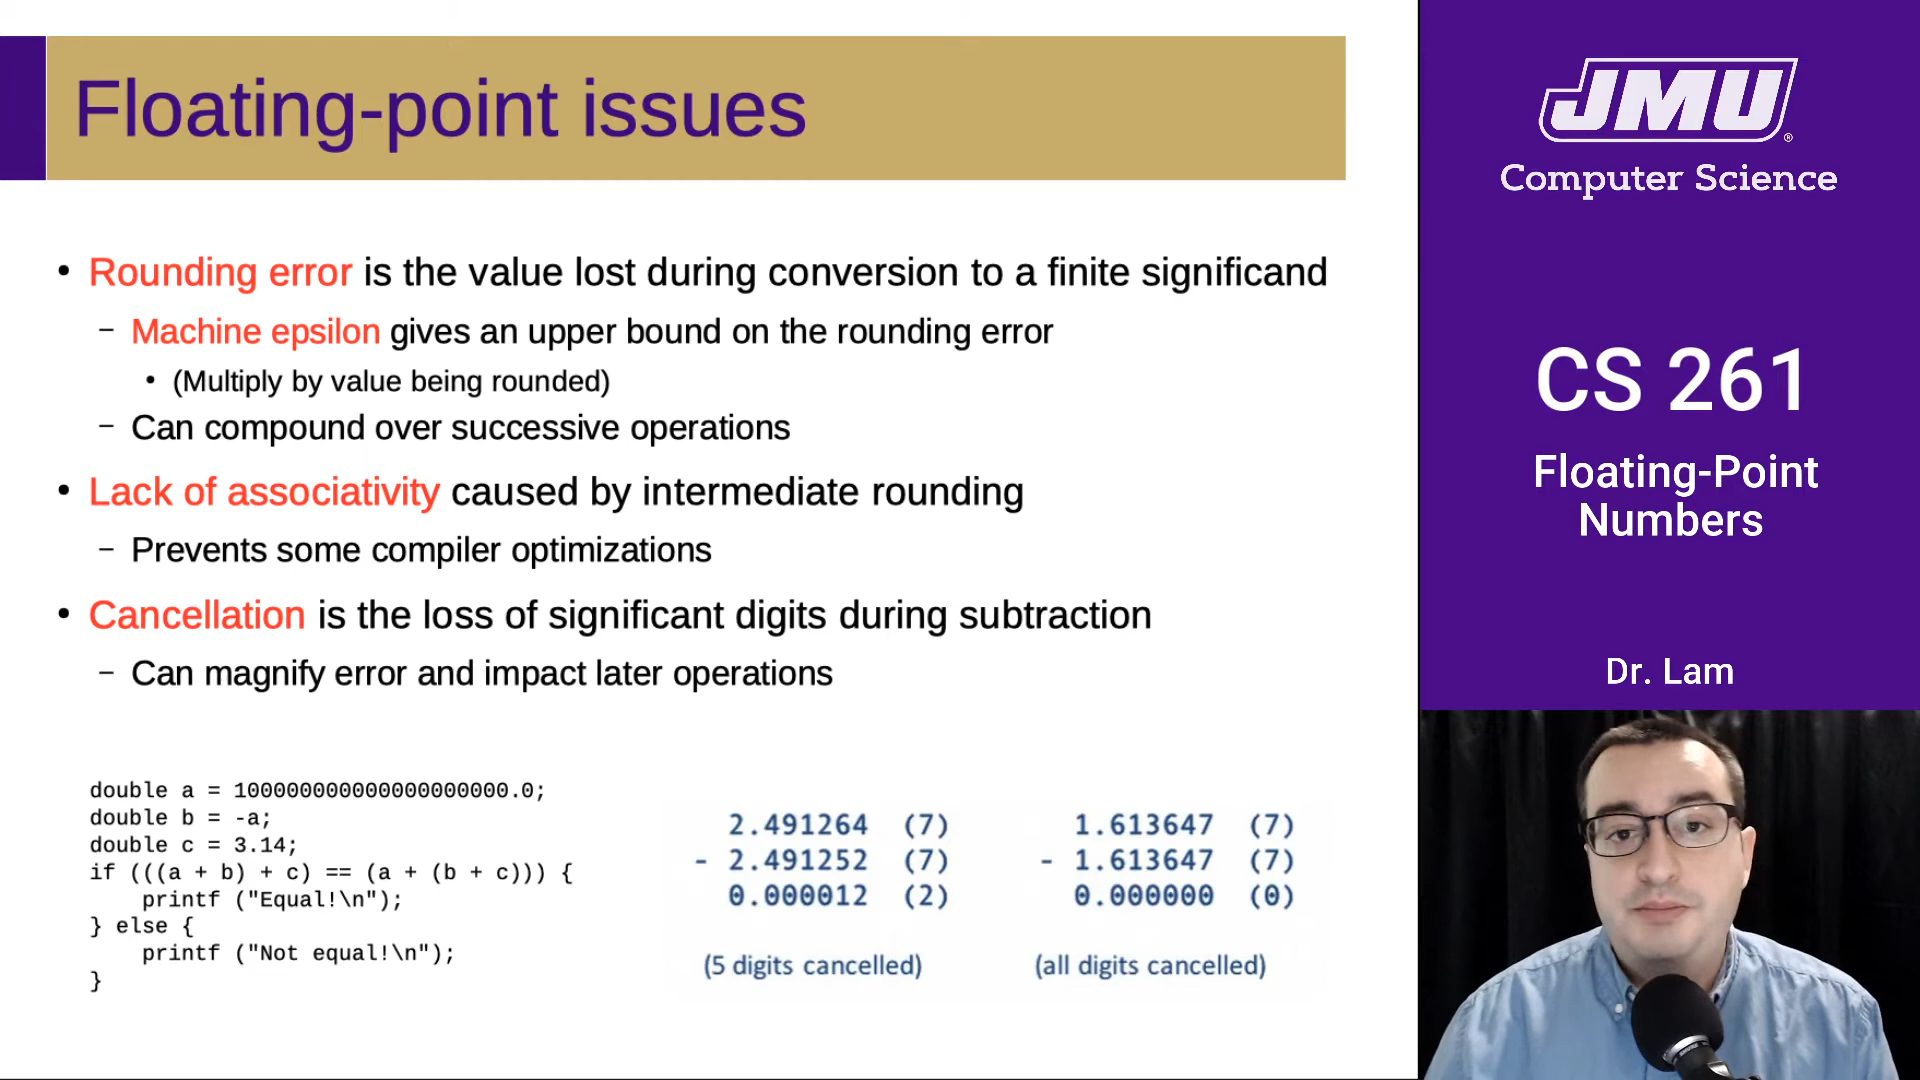 Floating-point issues
• Rounding error is the value lost during conversion to a finite significand
– Machine epsilon gives an upper bound on the rounding error
• (Multiply by value being rounded)
– Can compound over successive operations
• Lack of associativity caused by intermediate rounding
– Prevents some compiler optimizations
• Cancellation is the loss of significant digits during subtraction
– Can magnify error and impact later operations
double a = 100000000000000000000.0;
double b = -a;
double c = 3.14;
if (((a + b) + c) == (a + (b + c))) {
    printf ("Equal!\n");
} else {
    printf ("Not equal!\n");
}
2.491264 (7)
- 2.491252 (7)
0.000012 (2)
(5 digits cancelled)
1.613647 (7)
- 1.613647 (7)
0.000000 (0)
(all digits cancelled)
JMU®
Computer Science
CS 261
Floating-Point
Numbers
Dr. Lam